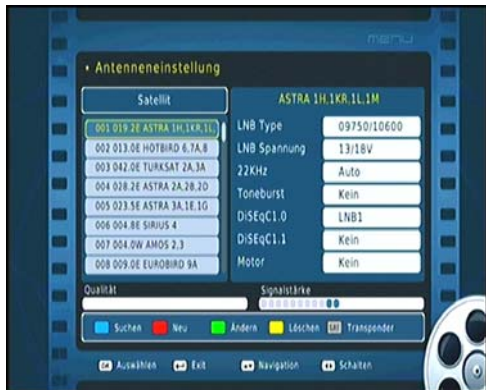 menu
• Antenneneinstellung
Satellit
ASTRA 1H,1KR,1L,1M
001 019.2E ASTRA 1H,1KR,1L,
002 013.0E HOTBIRD 6,7A,8
003 042.0E TURKSAT 2A,3A
004 028.2E ASTRA 2A,2B,2D
005 023.5E ASTRA 3A,1E,1G
006 004.8E SIRIUS 4
007 004.0W AMOS 2,3
008 009.0E EUROBIRD 9A
LNB Type 09750/10600
LNB Spannung 13/18V
22KHz Auto
Toneburst Kein
DiSEqC1.0 LNB1
DiSEqC1.1 Kein
Motor Kein
Qualität Signalstärke
Suchen Neu Ändern Löschen Transponder
OK Auswählen Exit Navigation Schalten